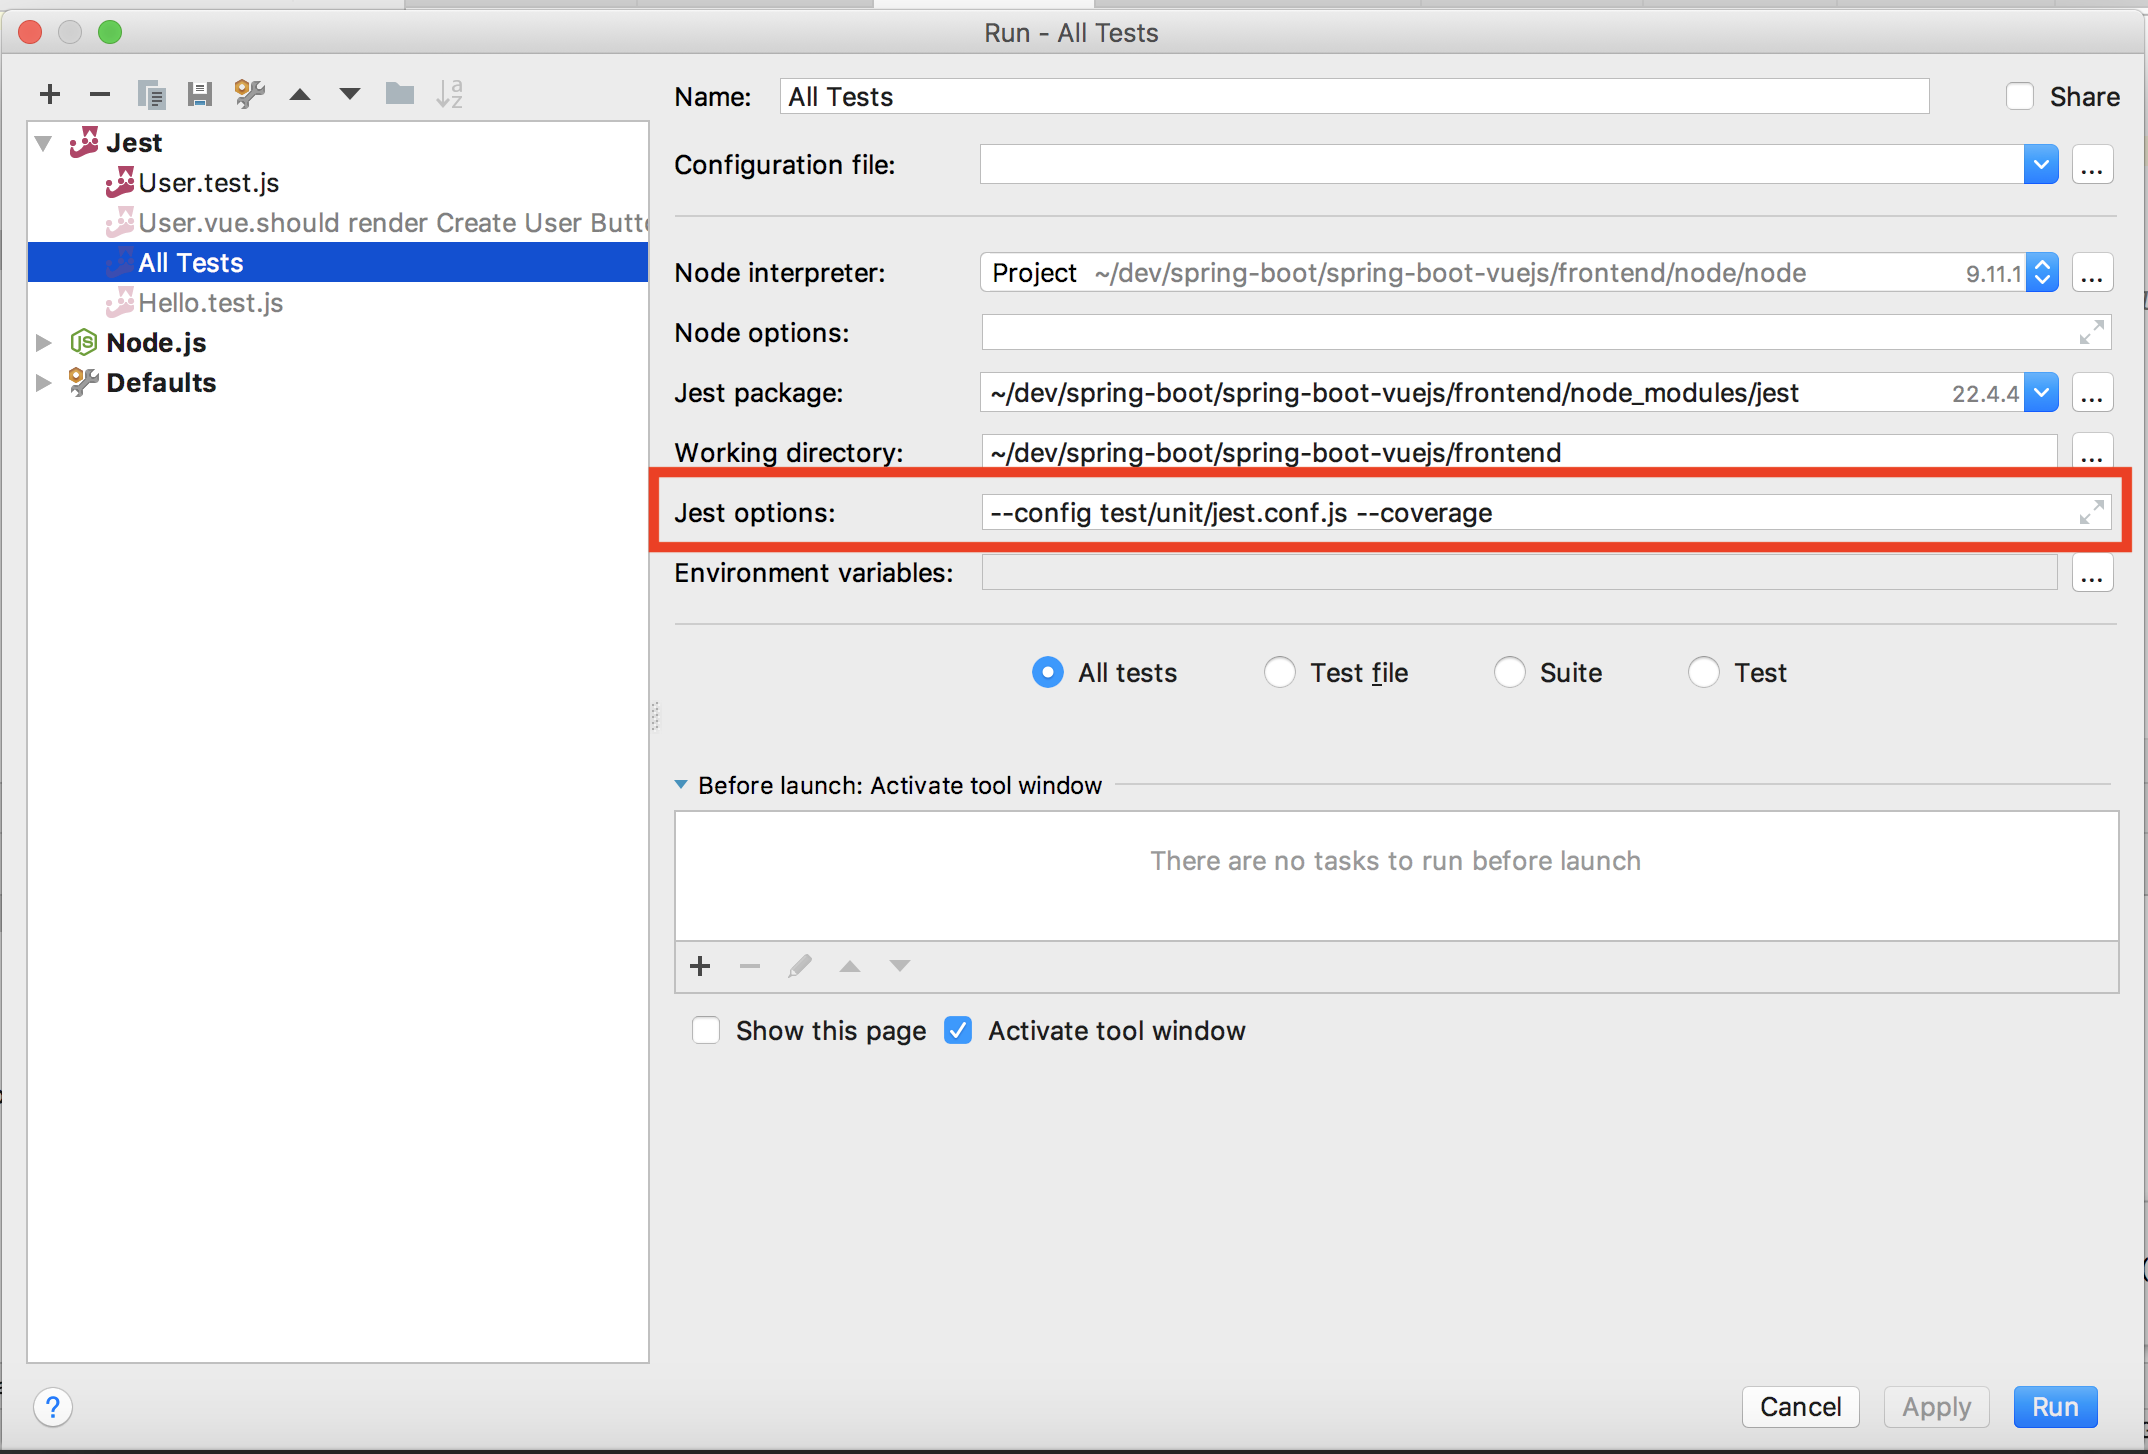 Run - All Tests
Name: All Tests Share
Configuration file: ...
Jest
User.test.js
User.vue.should render Create User
All Tests
Hello.test.js
Node.js
Defaults
Node interpreter: Project ~/dev/spring-boot/spring-boot-vuejs/frontend/node/node 9.11.1 ...
Node options:
Jest package: ~/dev/spring-boot/spring-boot-vuejs/frontend/node_modules/jest 22.4.4 ...
Working directory: ~/dev/spring-boot/spring-boot-vuejs/frontend ...
Jest options: --config test/unit/jest.conf.js --coverage
Environment variables: ...
All tests Test file Suite Test
Before launch: Activate tool window
There are no tasks to run before launch
Show this page Activate tool window
? Cancel Apply Run